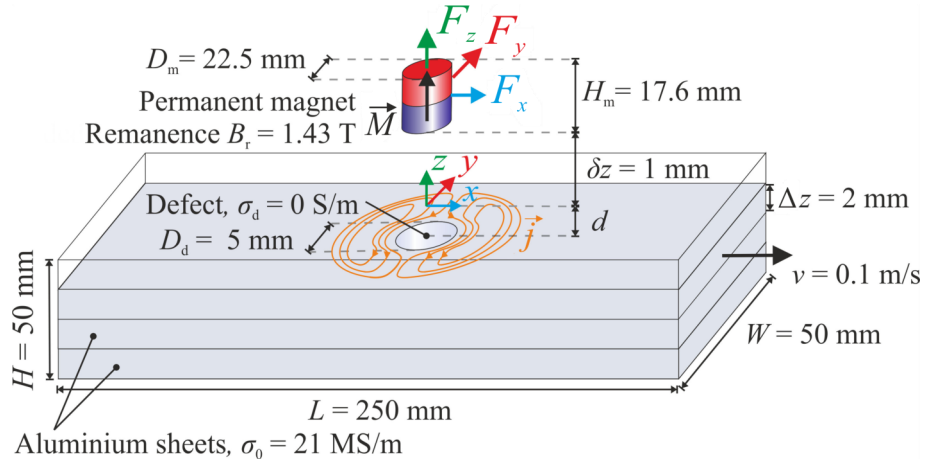 F_z
F_y
F_x
D_m = 22.5 mm
Permanent magnet
Remanence B_r = 1.43 T
M⃗
H_m = 17.6 mm
δz = 1 mm
z
y
x
Defect, σ_d = 0 S/m
D_d = 5 mm
j⃗
d
Δz = 2 mm
v = 0.1 m/s
H = 50 mm
W = 50 mm
L = 250 mm
Aluminium sheets, σ_0 = 21 MS/m